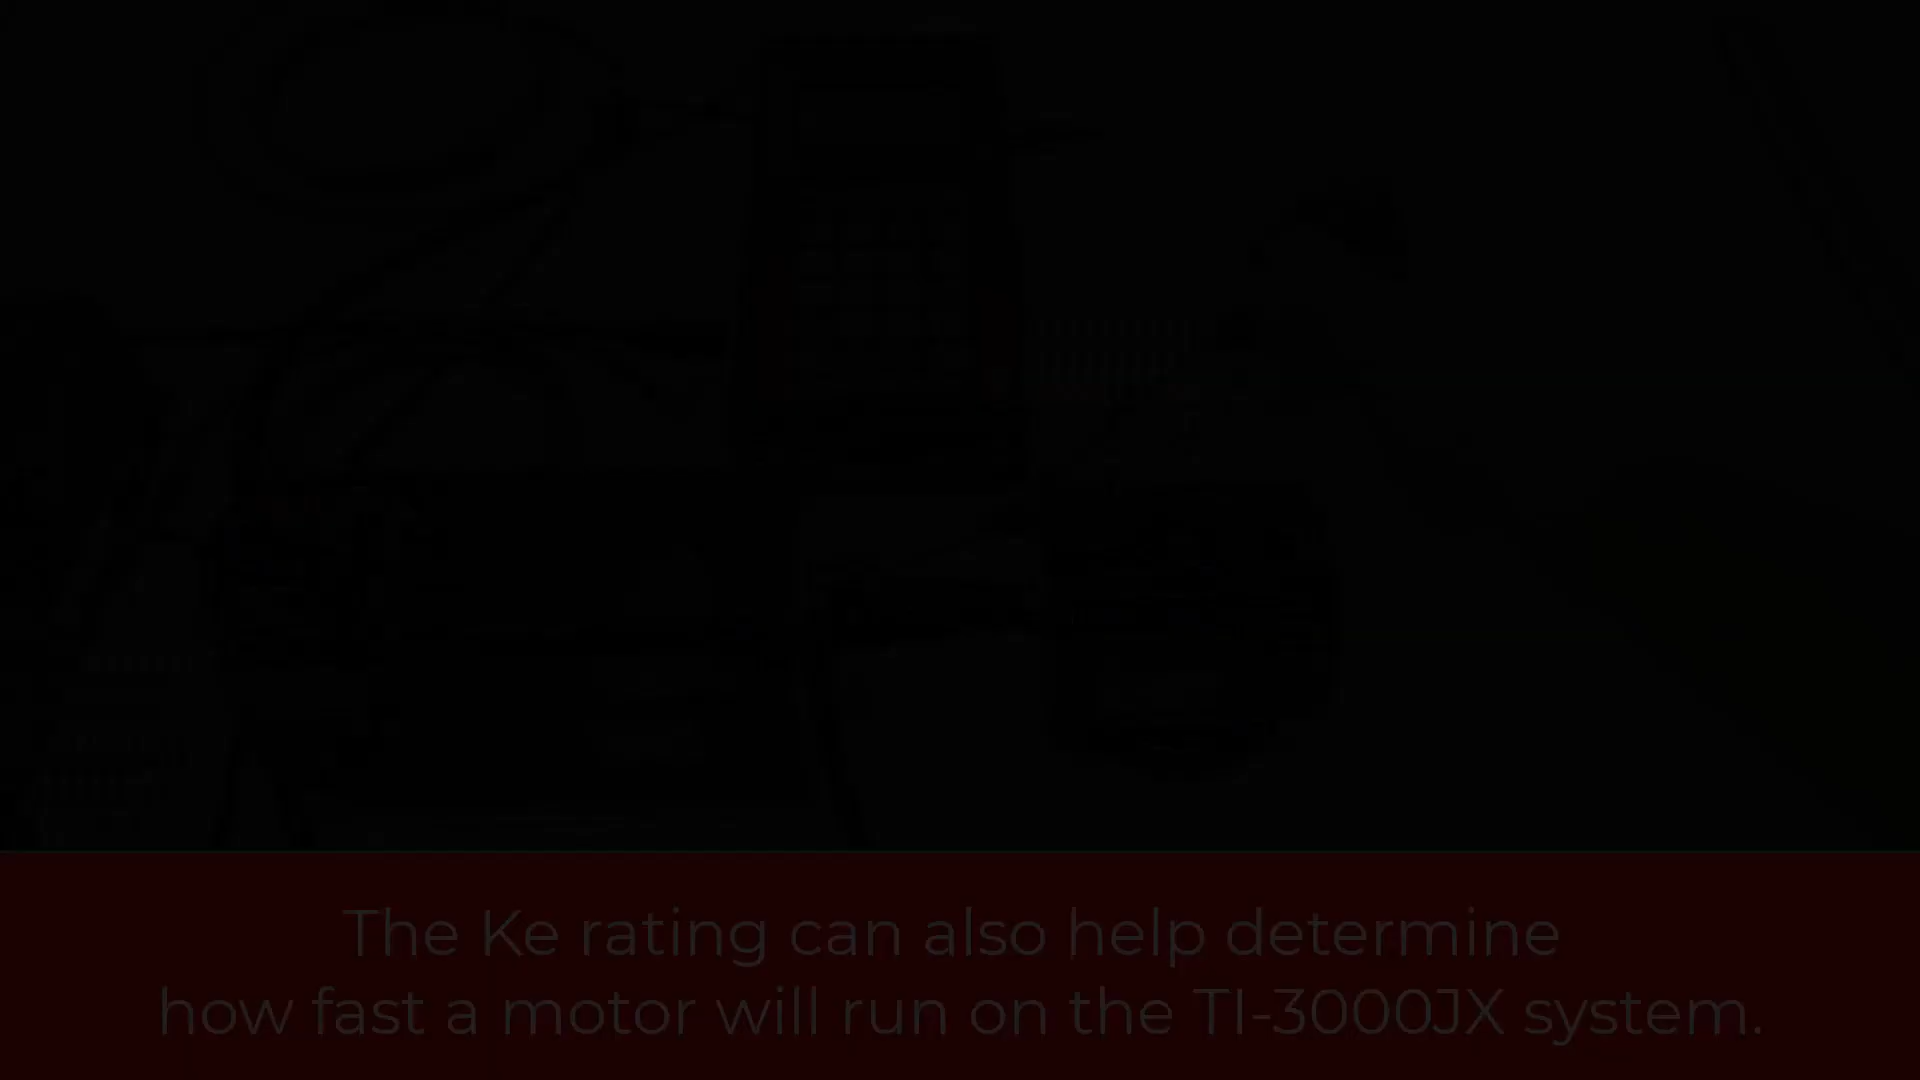 The Ke rating can also help determine
how fast a motor will run on the TI-3000JX system.